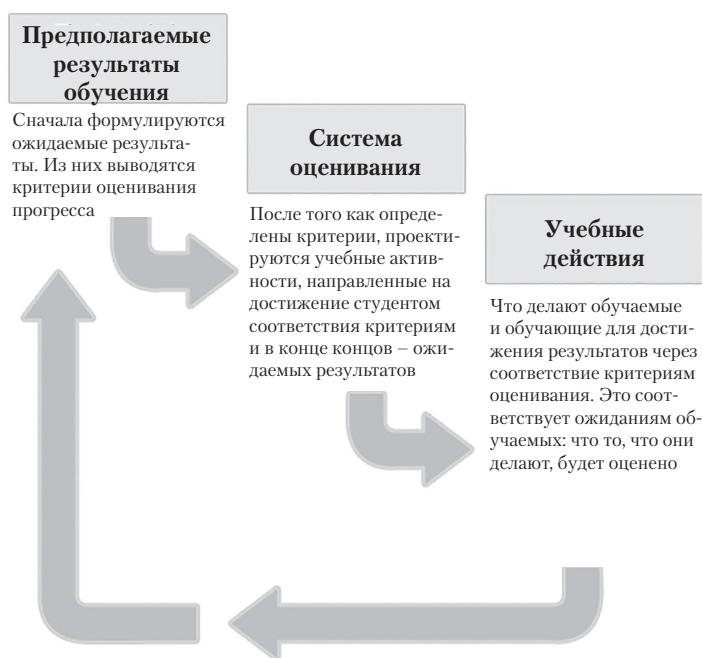 Предполагаемые
результаты
обучения
Сначала формулируются
ожидаемые результа-
ты. Из них выводятся
критерии оценивания
прогресса
Система
оценивания
После того как опреде-
лены критерии, проекти-
руются учебные актив-
ности, направленные на
достижение студентом
соответствия критериям
и в конце концов – ожи-
даемых результатов
Учебные
действия
Что делают обучаемые
и обучающие для дости-
жения результатов через
соответствие критериям
оценивания. Это соот-
ветствует ожиданиям об-
учаемых: что то, что они
делают, будет оценено